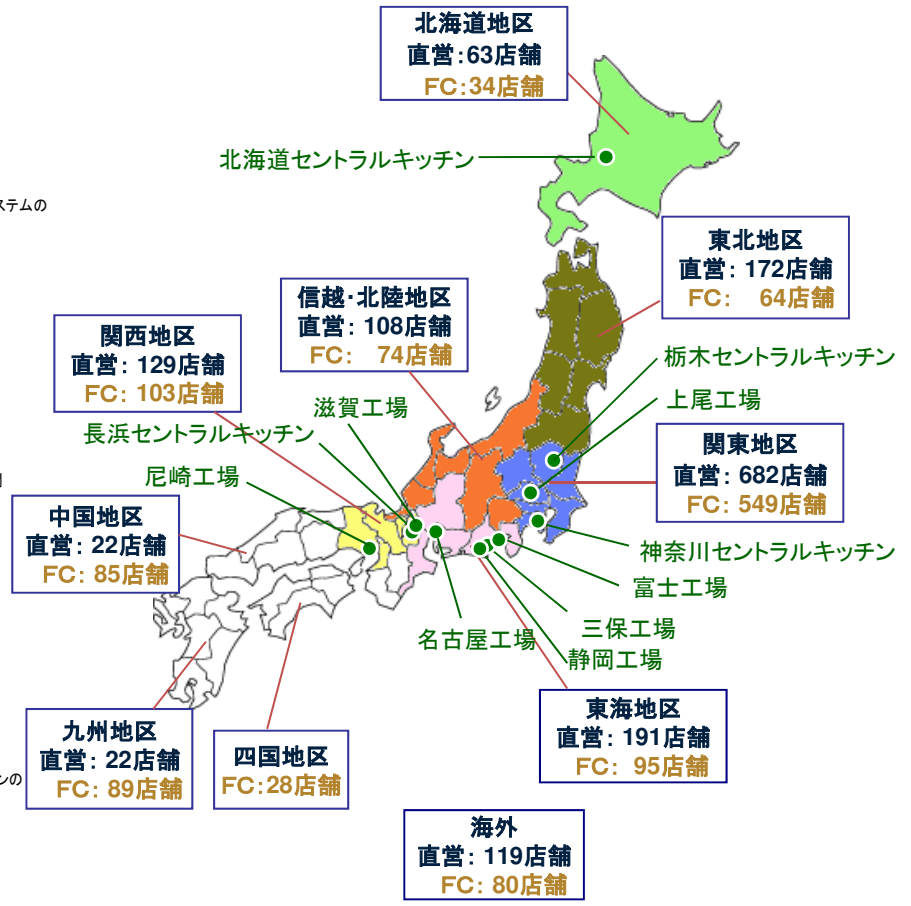 北海道地区
直営:63店舗
FC:34店舗
北海道セントラルキッチン
ステムの
東北地区
直営: 172店舗
FC: 64店舗
信越・北陸地区
直営: 108店舗
FC: 74店舗
関西地区
直営: 129店舗
FC: 103店舗
栃木セントラルキッチン
上尾工場
滋賀工場
長浜セントラルキッチン
関東地区
直営: 682店舗
FC: 549店舗
尼崎工場
中国地区
直営: 22店舗
FC: 85店舗
神奈川セントラルキッチン
富士工場
三保工場
名古屋工場
静岡工場
東海地区
直営: 191店舗
FC: 95店舗
九州地区
直営: 22店舗
FC: 89店舗
四国地区
FC:28店舗
ンの
海外
直営: 119店舗
FC: 80店舗